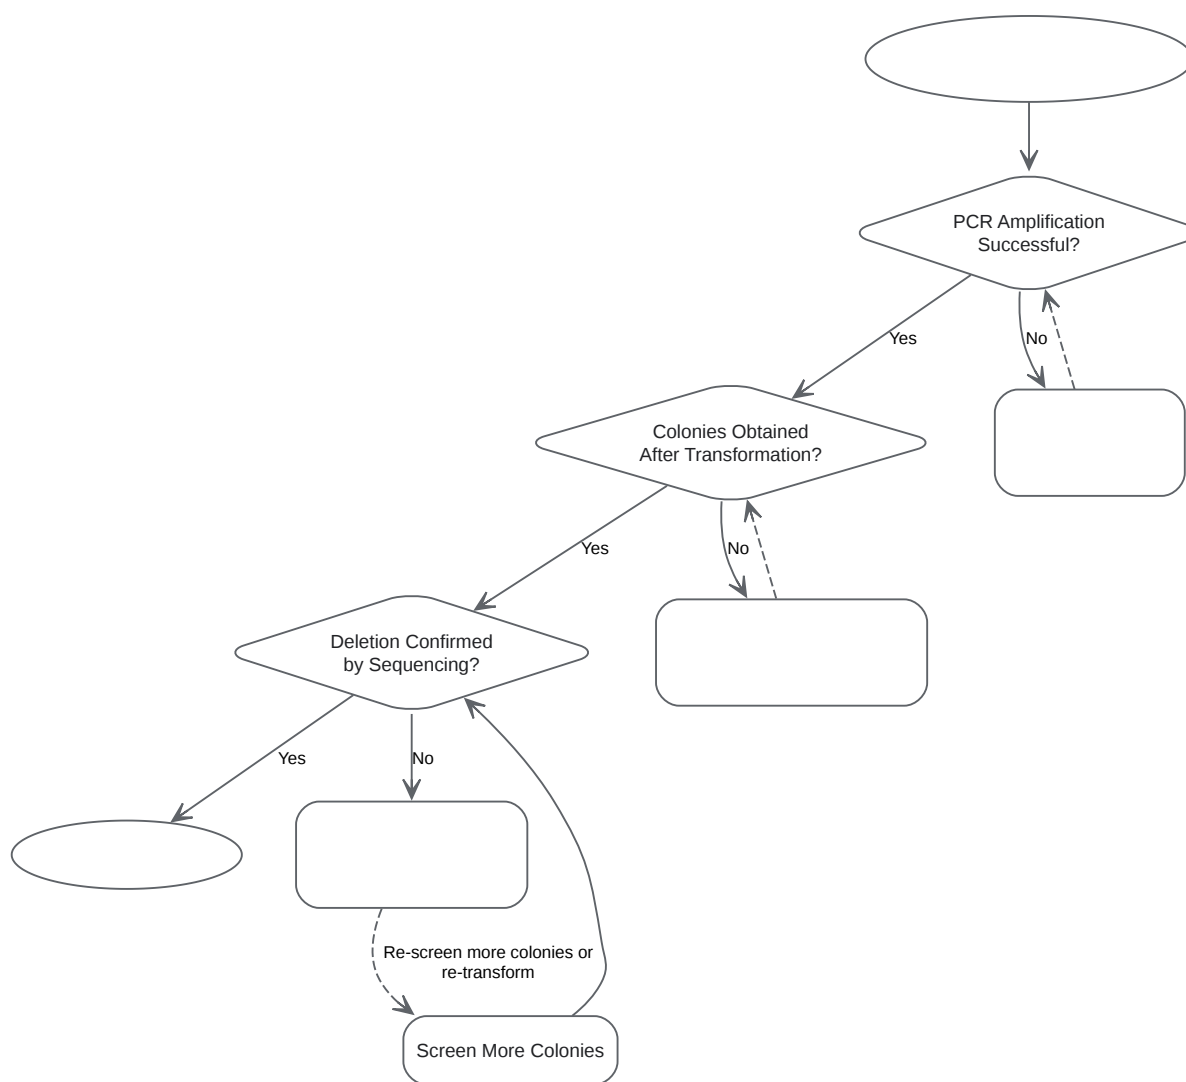 PCR Amplification
Successful?
Yes
No
Colonies Obtained
After Transformation?
Yes
No
Deletion Confirmed
by Sequencing?
Yes
No
Re-screen more colonies or
re-transform
Screen More Colonies